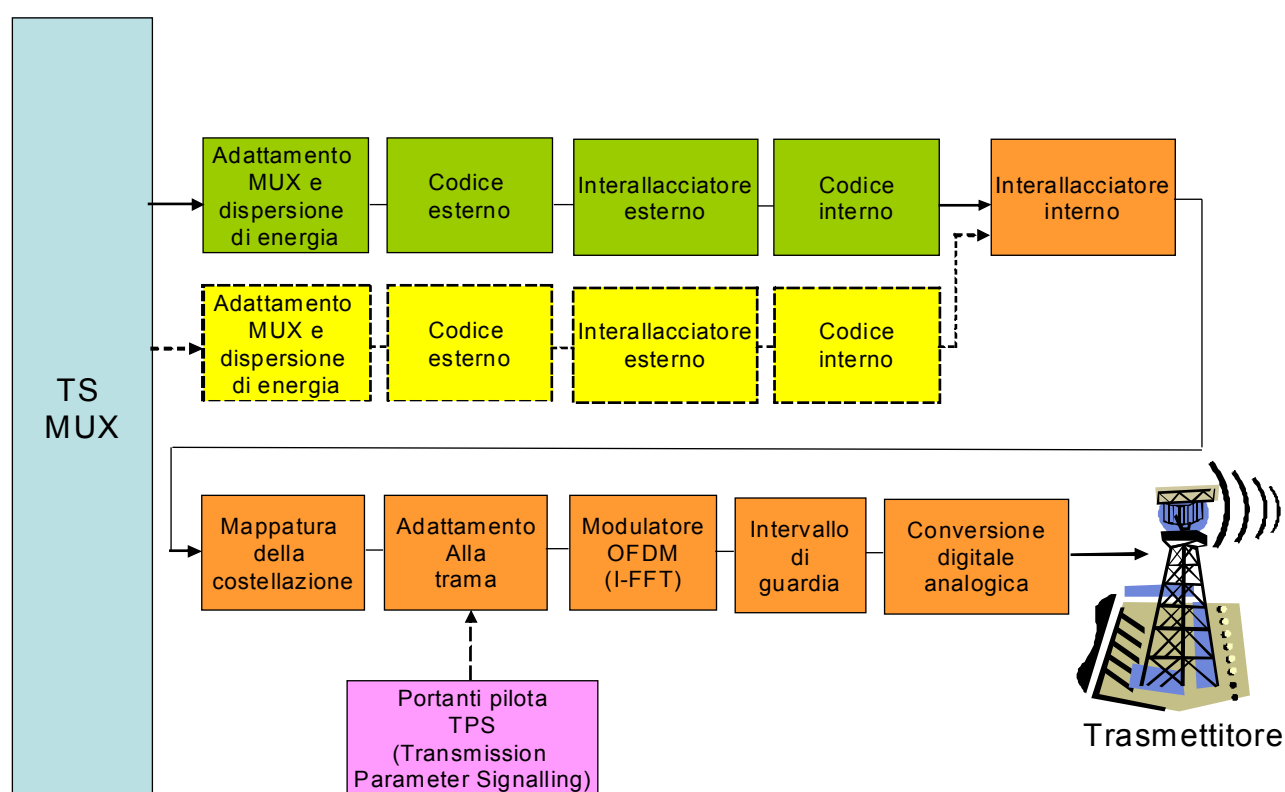 TS
MUX
Adattamento
MUX e
dispersione
di energia
Codice
esterno
Interallacciatore
esterno
Codice
interno
Interallacciatore
interno
Adattamento
MUX e
dispersione
di energia
Codice
esterno
Interallacciatore
esterno
Codice
interno
Mappatura
della
costellazione
Adattamento
Alla
trama
Modulatore
OFDM
(I-FFT)
Intervallo
di
guardia
Conversione
digitale
analogica
Portanti pilota
TPS
(Transmission
Parameter Signalling)
Trasmettitore